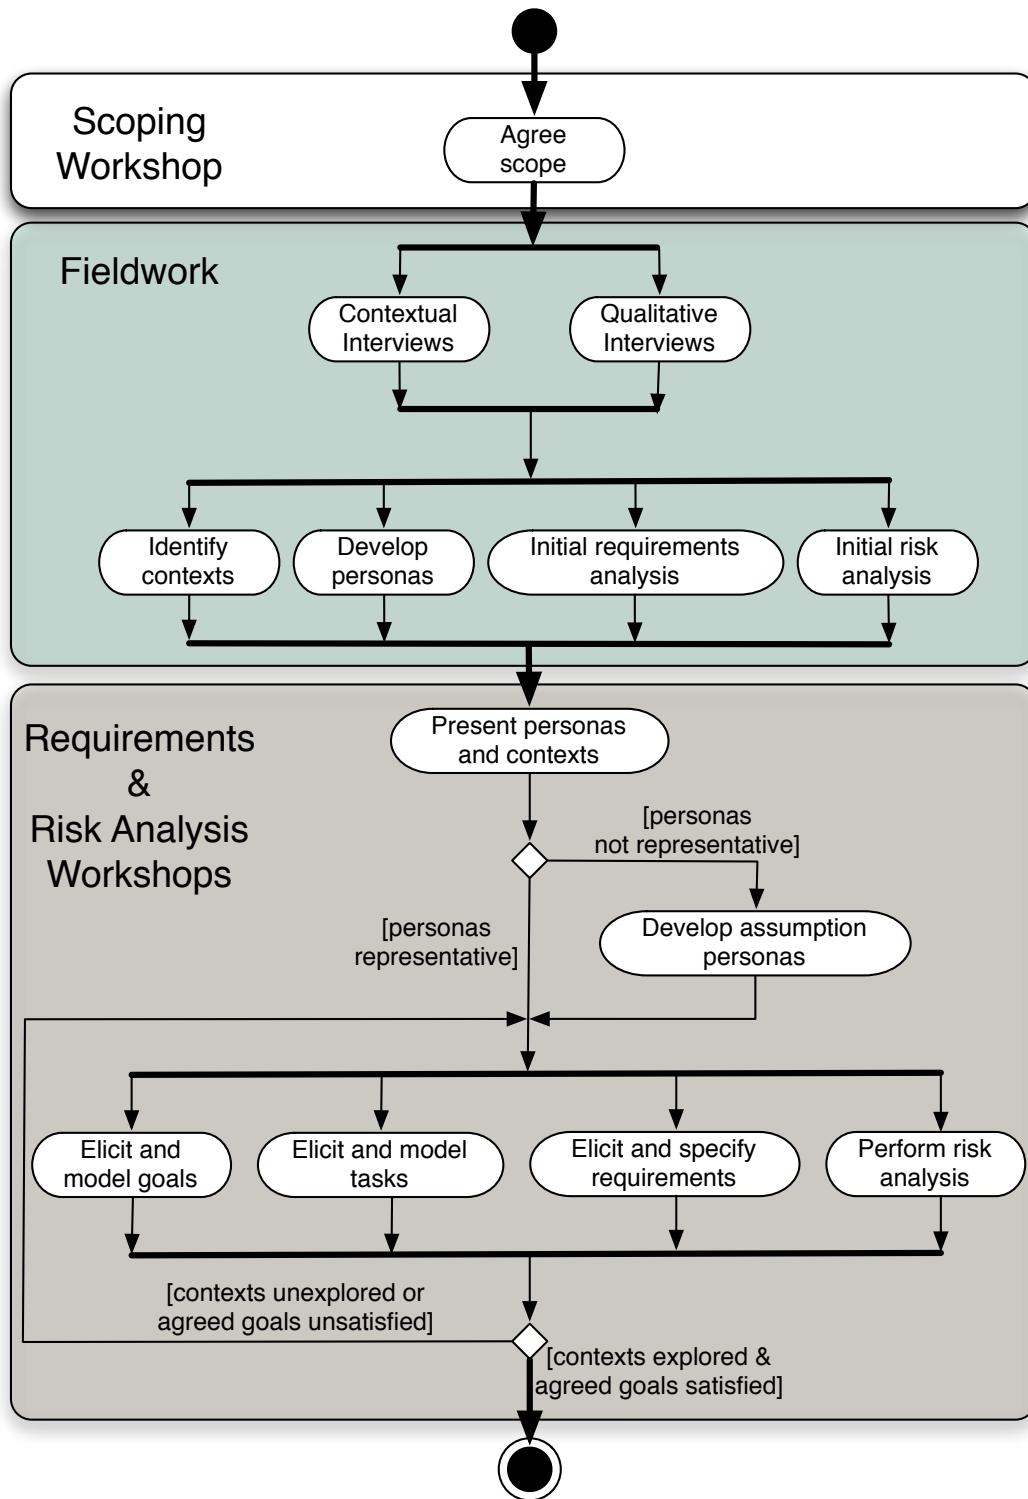 Scoping
Workshop
Agree
scope
Fieldwork
Contextual
Interviews
Qualitative
Interviews
Identify
contexts
Develop
personas
Initial requirements
analysis
Initial risk
analysis
Requirements
&
Risk Analysis
Workshops
Present personas
and contexts
[personas
not representative]
[personas
representative]
Develop assumption
personas
Elicit and
model goals
Elicit and model
tasks
Elicit and specify
requirements
Perform risk
analysis
[contexts unexplored or
agreed goals unsatisfied]
[contexts explored &
agreed goals satisfied]